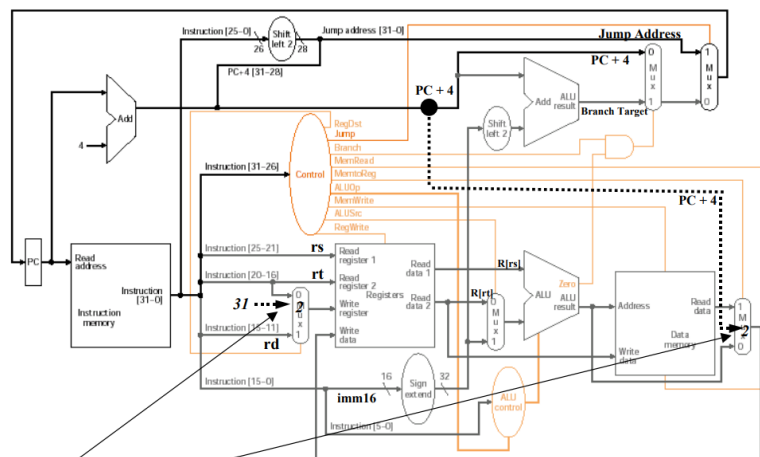 Instruction [25-0]
Shift
left 2
26
28
Jump address [31-0]
Jump Address
PC+4 [31-28]
0
PC + 4
M
u
x
1
1
M
u
x
0
Add
4
PC + 4
Add
ALU
result
Branch Target
Shift
left 2
RegDst
Jump
Branch
MemRead
MemtoReg
ALUOp
MemWrite
ALUSrc
RegWrite
Control
Instruction [31-26]
PC + 4
PC
Read
address
Instruction
[31-0]
Instruction
memory
Instruction [25-21]
rs
Read
register 1
Read
data 1
R[rs]
Instruction [20-16]
rt
Read
register 2
Registers
Read
data 2
R[rt]
31
0
M
2
u
x
1
Write
register
Write
data
[15-11]
rd
0
M
u
x
1
ALU
Zero
ALU
result
Address
Read
data
Data
memory
Write
data
1
M
2
x
0
Instruction [15-0]
16
imm16
Sign
extend
32
ALU
control
Instruction [5-0]